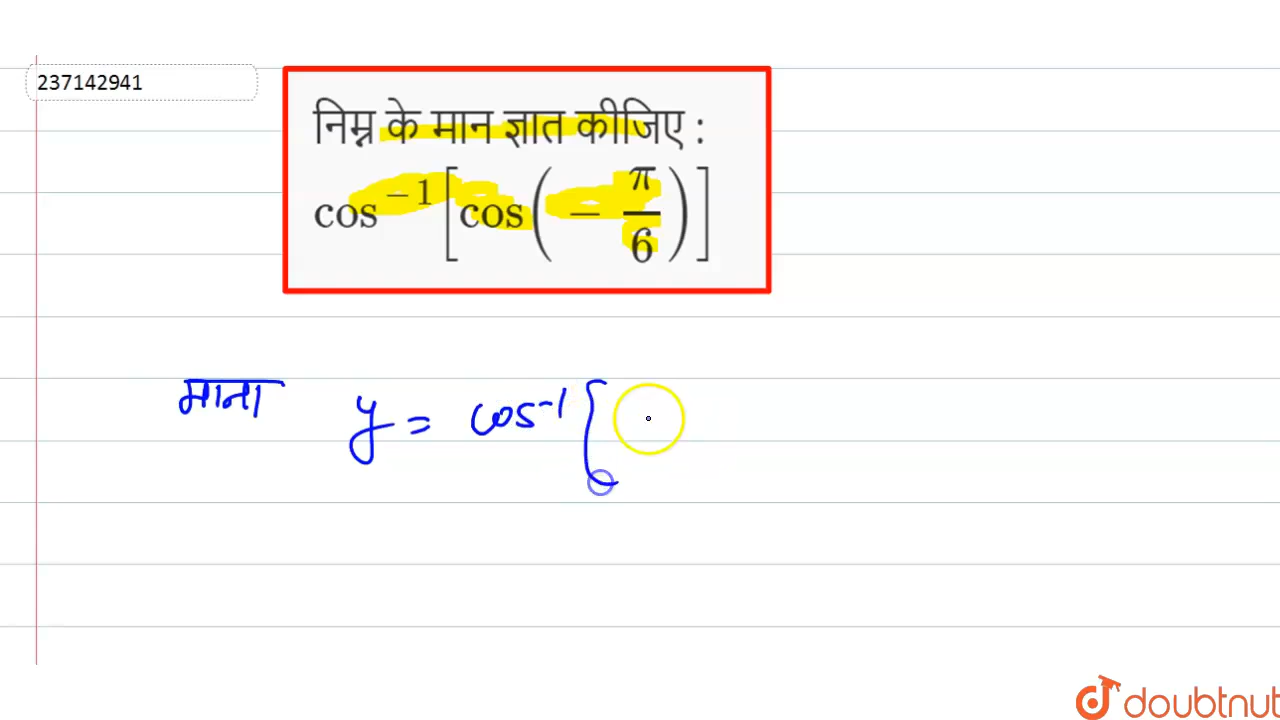 237142941
निम्न के मान ज्ञात कीजिए :
cos⁻¹[cos(−π/6)]
माना y = cos⁻¹[
doubtnut